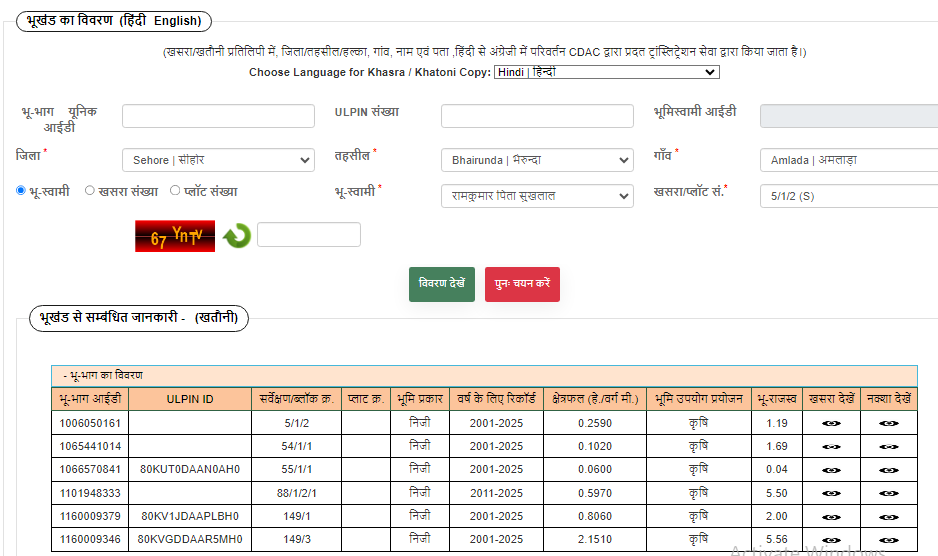 भूखंड का विवरण (हिंदी English)
(खसरा/खतौनी प्रतिलिपी में, जिला/तहसील/हल्का, गांव, नाम एवं पता ,हिंदी से अंग्रेजी में परिवर्तन CDAC द्वारा प्रदत ट्रांस्लिट्रेशन सेवा द्वारा किया जाता है।)
Choose Language for Khasra / Khatoni Copy: Hindi | हिन्दी
भू-भाग यूनिक आईडी
ULPIN संख्या
भूमिस्वामी आईडी
जिला * Sehore | सीहोर तहसील * Bhairunda | भैरुन्दा गाँव * Amlada | अमलाड़ा
भू-स्वामी खसरा संख्या प्लॉट संख्या भू-स्वामी * रामकुमार पिता सुखलाल खसरा/प्लॉट सं.* 5/1/2 (S)
67 YnTV
विवरण देखें पुनः चयन करें
भूखंड से सम्बंधित जानकारी - (खतौनी)
- भू-भाग का विवरण
भू-भाग आईडी ULPIN ID सर्वेक्षण/ब्लॉक क्र. प्लाट क्र. भूमि प्रकार वर्ष के लिए रिकॉर्ड क्षेत्रफल (हे./वर्ग मी.) भूमि उपयोग प्रयोजन भू-राजस्व खसरा देखें नक्शा देखें
1006050161 5/1/2 निजी 2001-2025 0.2590 कृषि 1.19
1065441014 54/1/1 निजी 2001-2025 0.1020 कृषि 1.69
1066570841 80KUT0DAAN0AH0 55/1/1 निजी 2001-2025 0.0600 कृषि 0.04
1101948333 88/1/2/1 निजी 2011-2025 0.5970 कृषि 5.50
1160009379 80KV1JDAAPLBH0 149/1 निजी 2001-2025 0.8060 कृषि 2.00
1160009346 80KVGDDAAR5MH0 149/3 निजी 2001-2025 2.1510 कृषि 5.56
Activate Windows